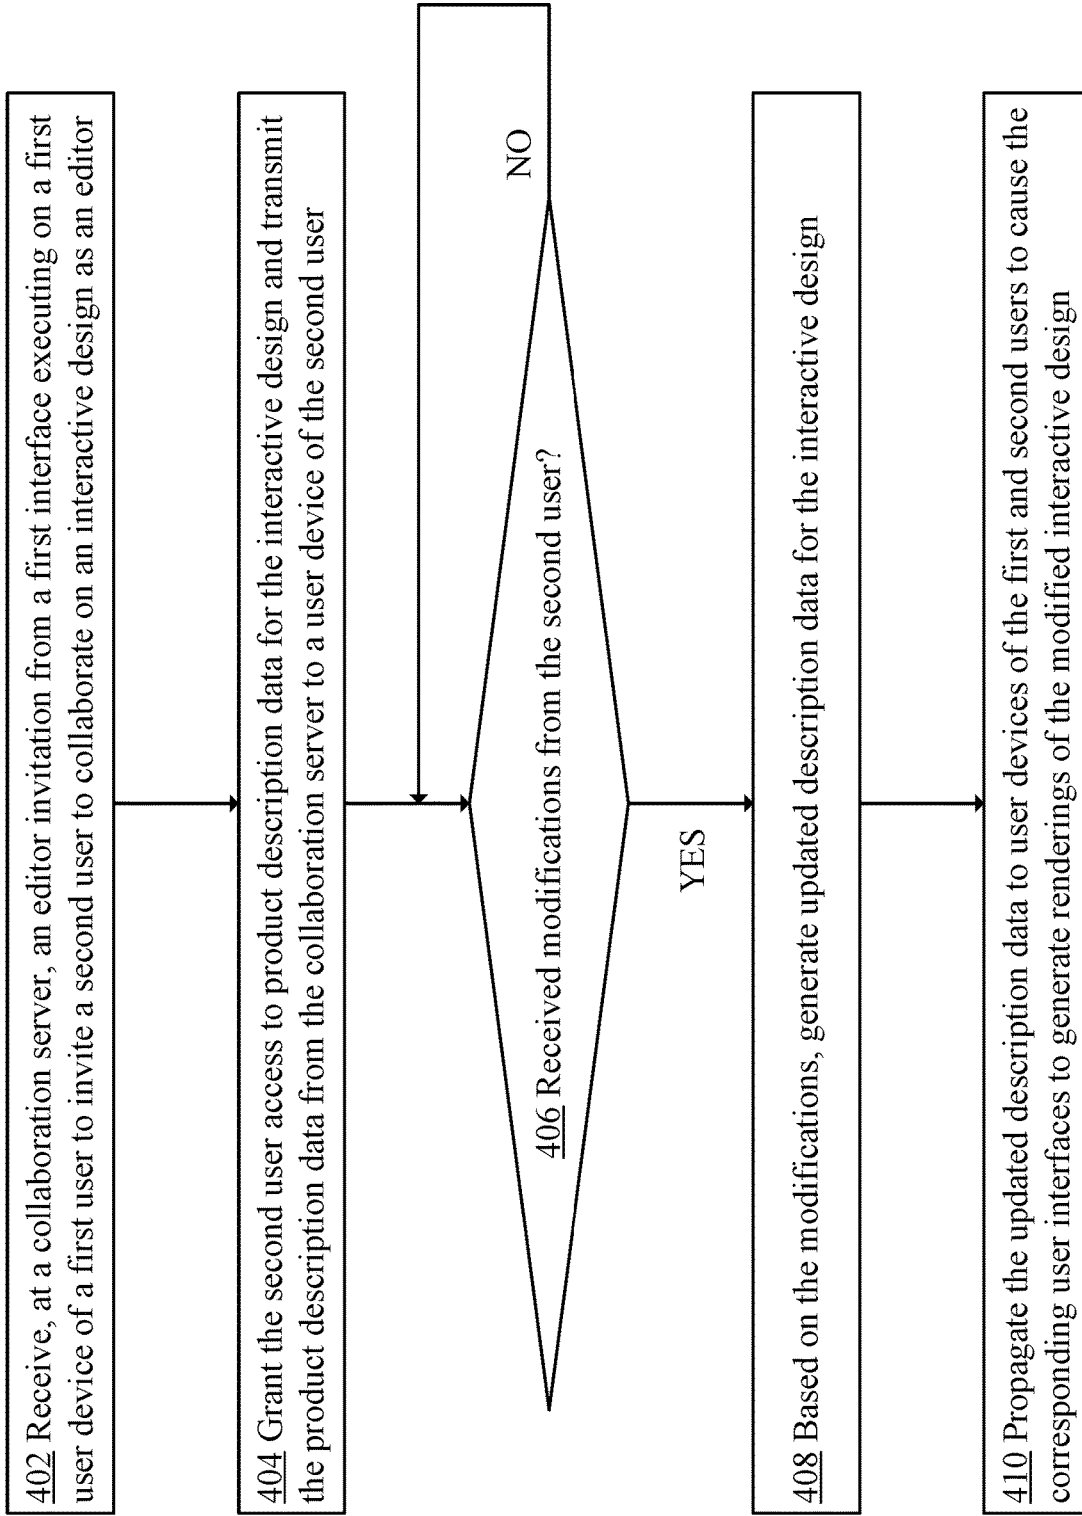 402 Receive, at a collaboration server, an editor invitation from a first interface executing on a first
user device of a first user to invite a second user to collaborate on an interactive design as an editor
404 Grant the second user access to product description data for the interactive design and transmit
the product description data from the collaboration server to a user device of the second user
406 Received modifications from the second user?
NO
YES
408 Based on the modifications, generate updated description data for the interactive design
410 Propagate the updated description data to user devices of the first and second users to cause the
corresponding user interfaces to generate renderings of the modified interactive design